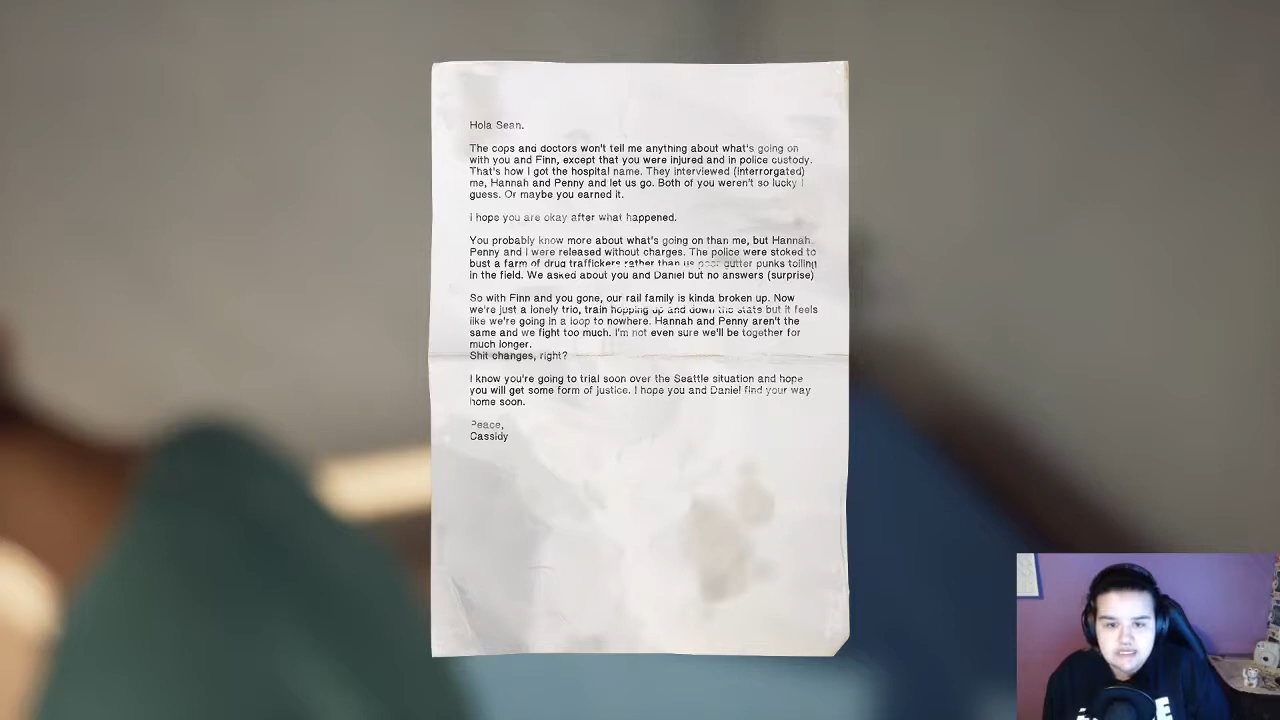 Hola Sean.
The cops and doctors won't tell me anything about what's going on
with you and Finn, except that you were injured and in police custody.
That's how I got the hospital name. They interviewed (interrorgated)
me, Hannah and Penny and let us go. Both of you weren't so lucky I
guess. Or maybe you earned it.
I hope you are okay after what happened.
You probably know more about what's going on than me, but Hannah.
Penny and I were released without charges. The police were stoked to
bust a farm of drug traffickers rather than us poor gutter punks toiling
in the field. We asked about you and Daniel but no answers (surprise)
So with Finn and you gone, our rail family is kinda broken up. Now
we're just a lonely trio, train hopping up and down the state but it feels
like we're going in a loop to nowhere. Hannah and Penny aren't the
same and we fight too much. I'm not even sure we'll be together for
much longer.
Shit changes, right?
I know you're going to trial soon over the Seattle situation and hope
you will get some form of justice. I hope you and Daniel find your way
home soon.
Peace,
Cassidy